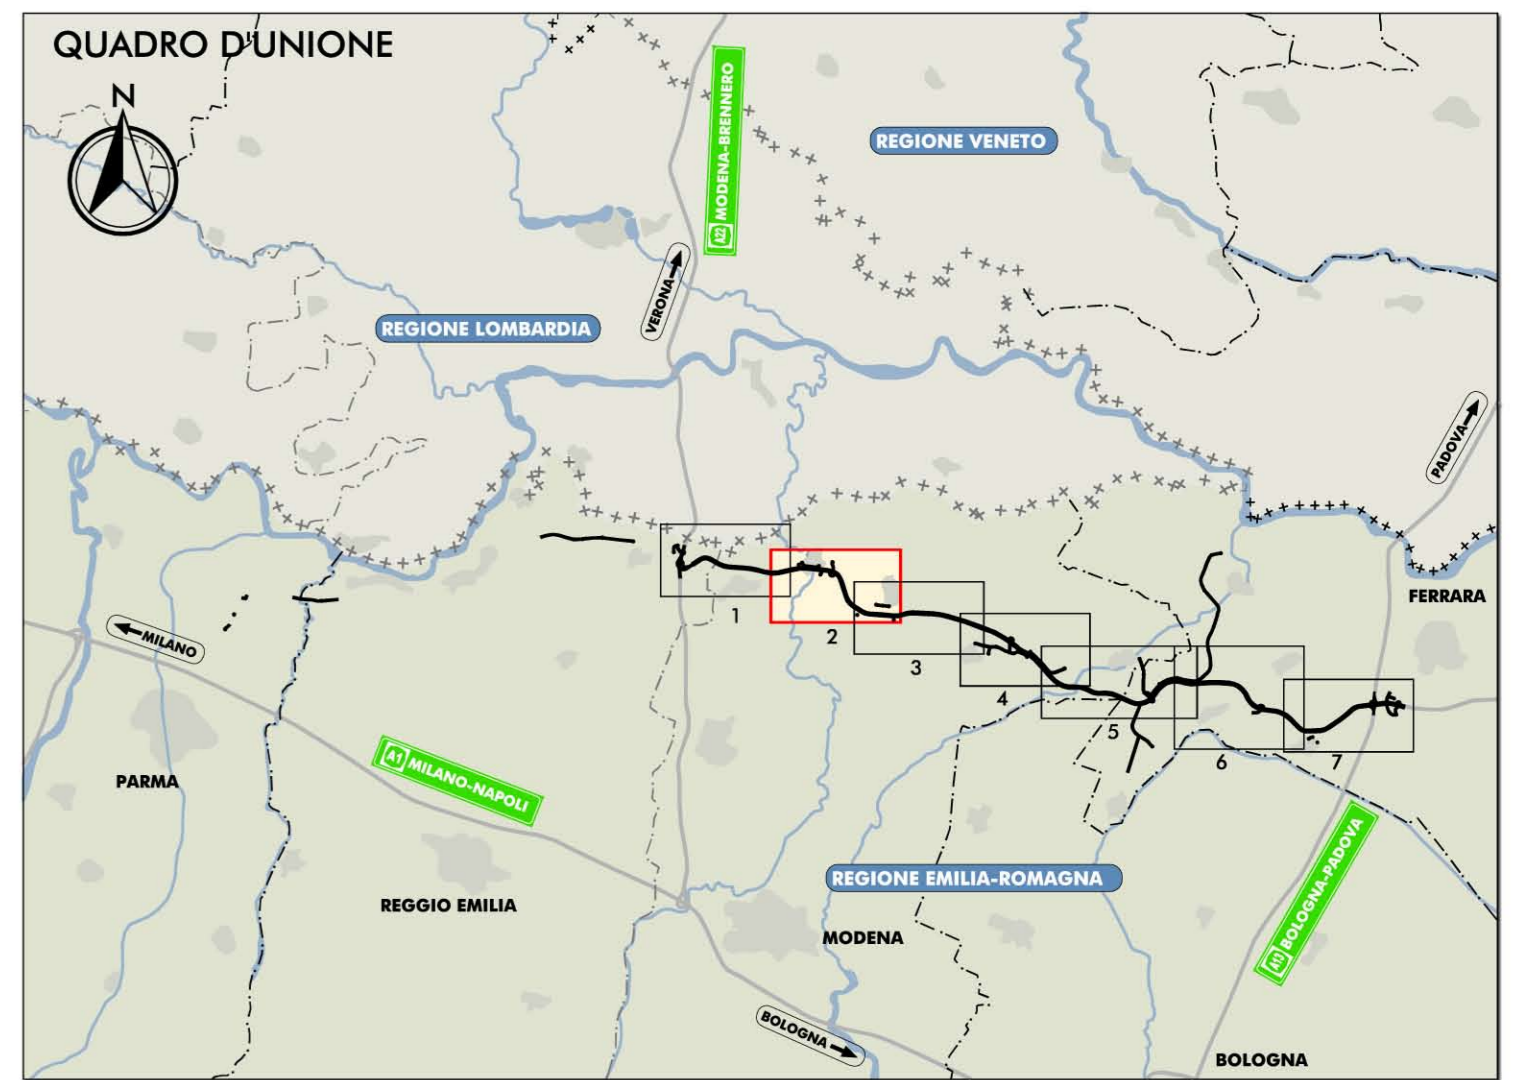 QUADRO D'UNIONE
N
A22 MODENA-BRENNERO
REGIONE VENETO
VERONA
REGIONE LOMBARDIA
PADOVA
FERRARA
MILANO
1
2
3
4
5
6
7
PARMA
A1 MILANO-NAPOLI
REGGIO EMILIA
REGIONE EMILIA-ROMAGNA
MODENA
A13 BOLOGNA-PADOVA
BOLOGNA
BOLOGNA